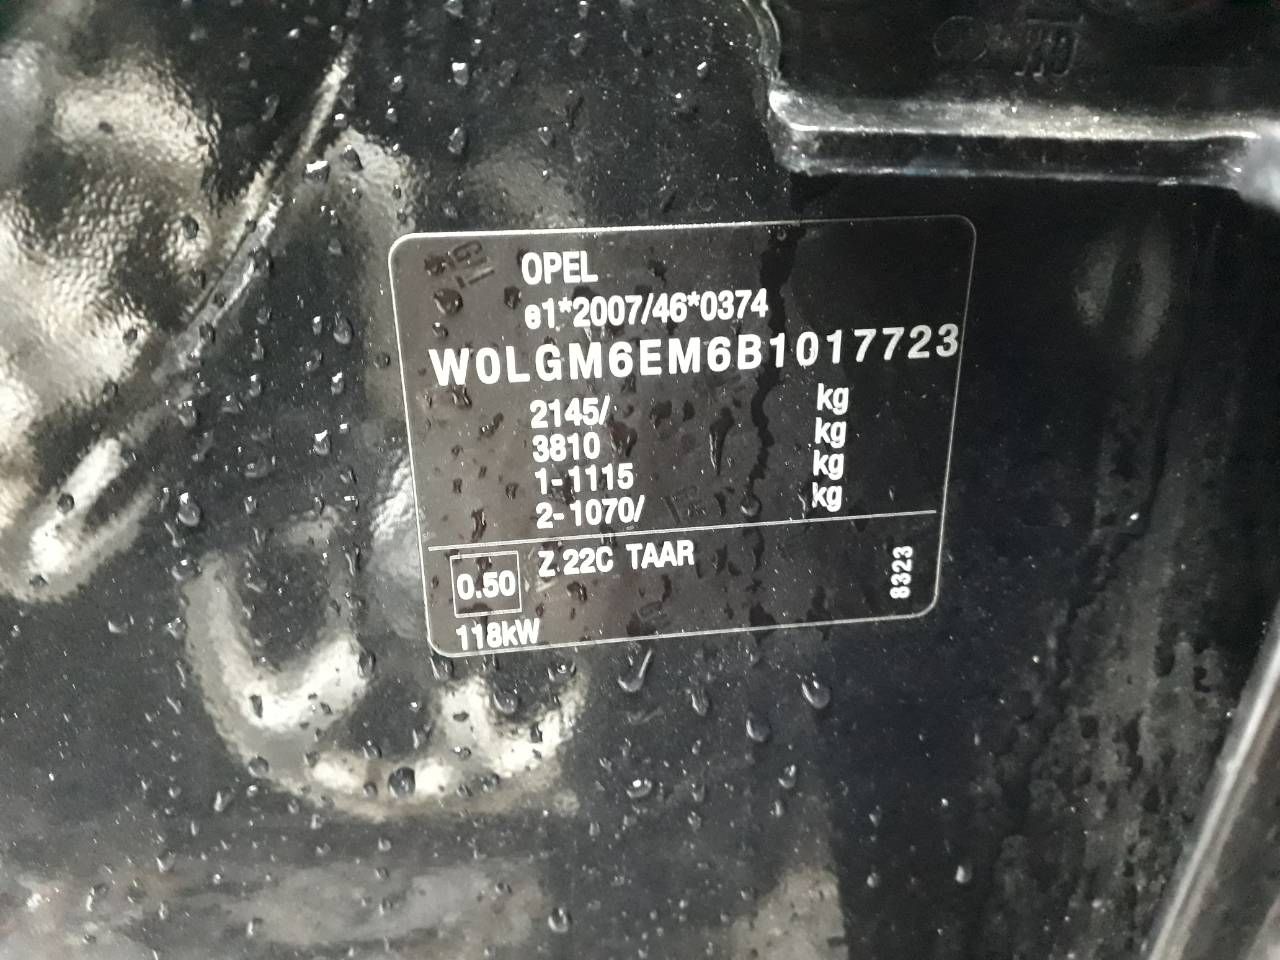 OPEL
e1*2007/46*0374
W0LGM6EM6B1017723
2145/ kg
3810 kg
1-1115 kg
2-1070/ kg
0.50
Z 22C TAAR
8323
118kW